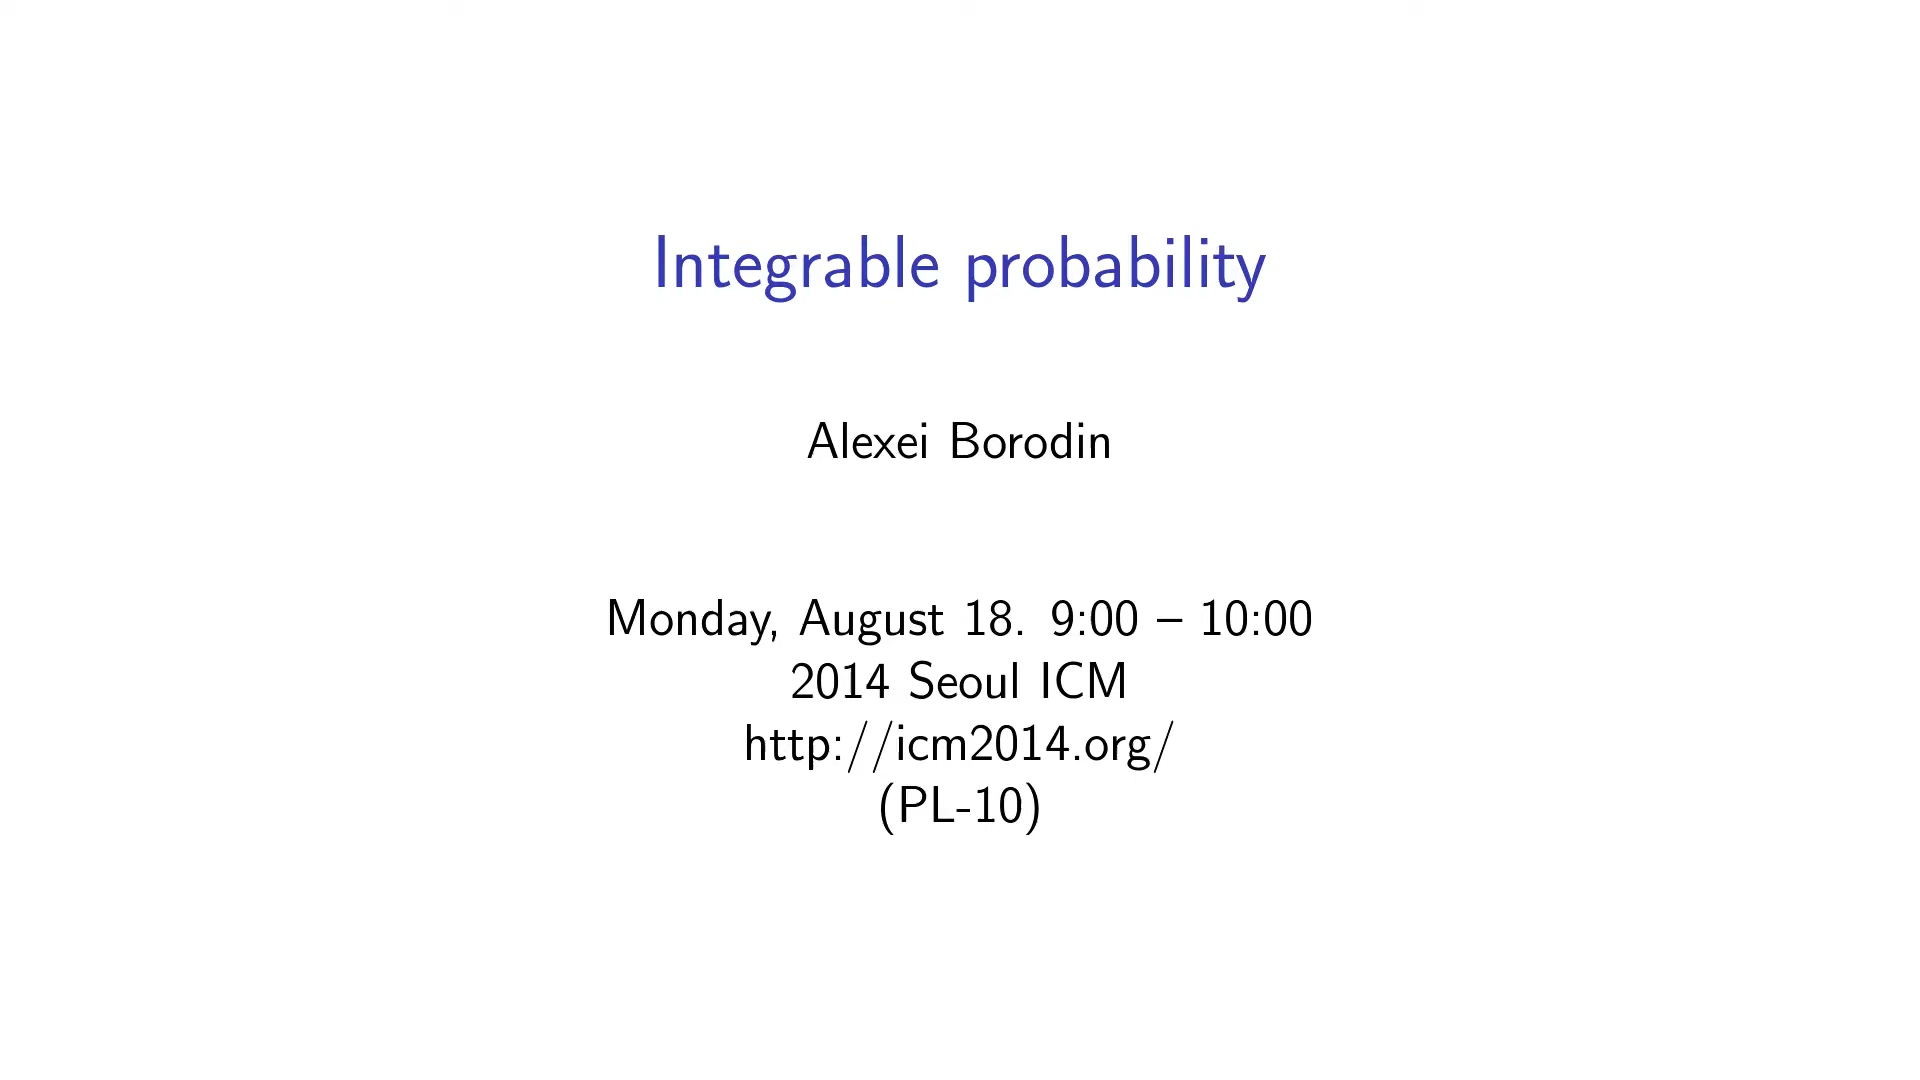 Integrable probability
Alexei Borodin
Monday, August 18. 9:00 – 10:00
2014 Seoul ICM
http://icm2014.org/
(PL-10)